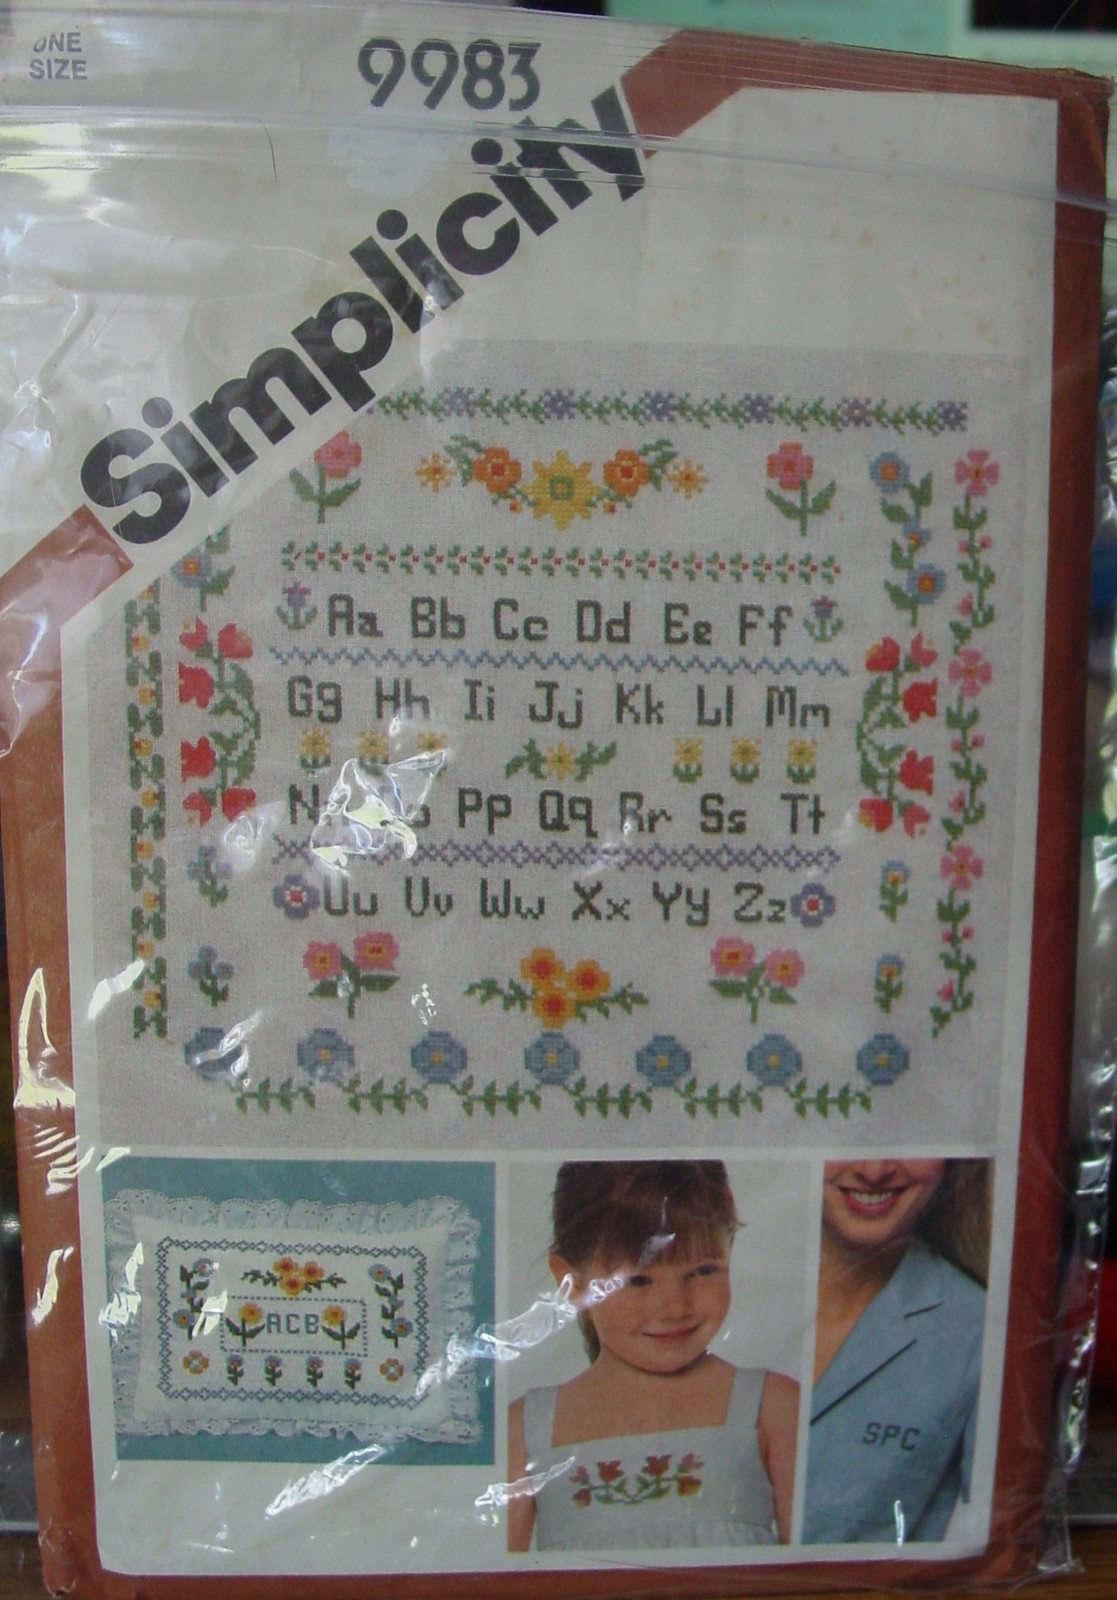 ONE
SIZE
9983
Simplicity
Aa Bb Cc Dd Ee Ff
Gg Hh Ii Jj Kk Ll Mm
Pp Qq Rr Ss Tt
Uu Vv Ww Xx Yy Zz
ACB
SPC